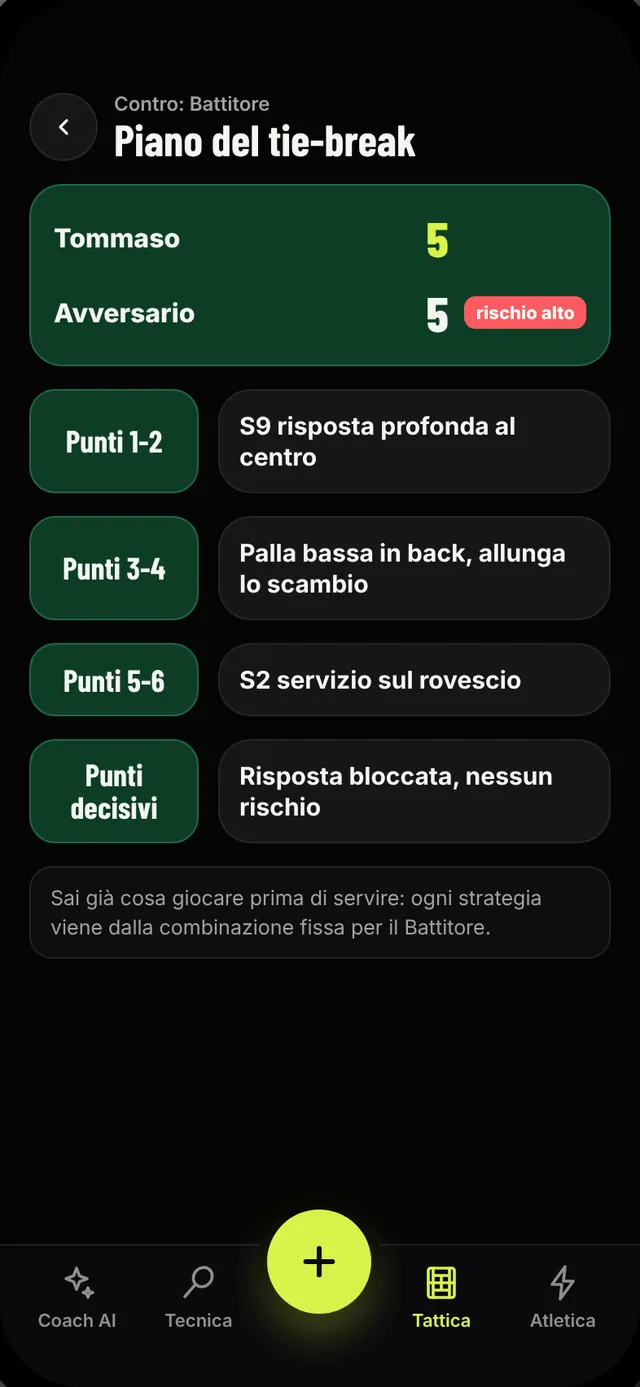 Contro: Battitore
Piano del tie-break
Tommaso 5
Avversario 5 rischio alto
Punti 1-2
S9 risposta profonda al
centro
Punti 3-4
Palla bassa in back, allunga
lo scambio
Punti 5-6
S2 servizio sul rovescio
Punti
decisivi
Risposta bloccata, nessun
rischio
Sai già cosa giocare prima di servire: ogni strategia
viene dalla combinazione fissa per il Battitore.
Coach AI
Tecnica
Tattica
Atletica